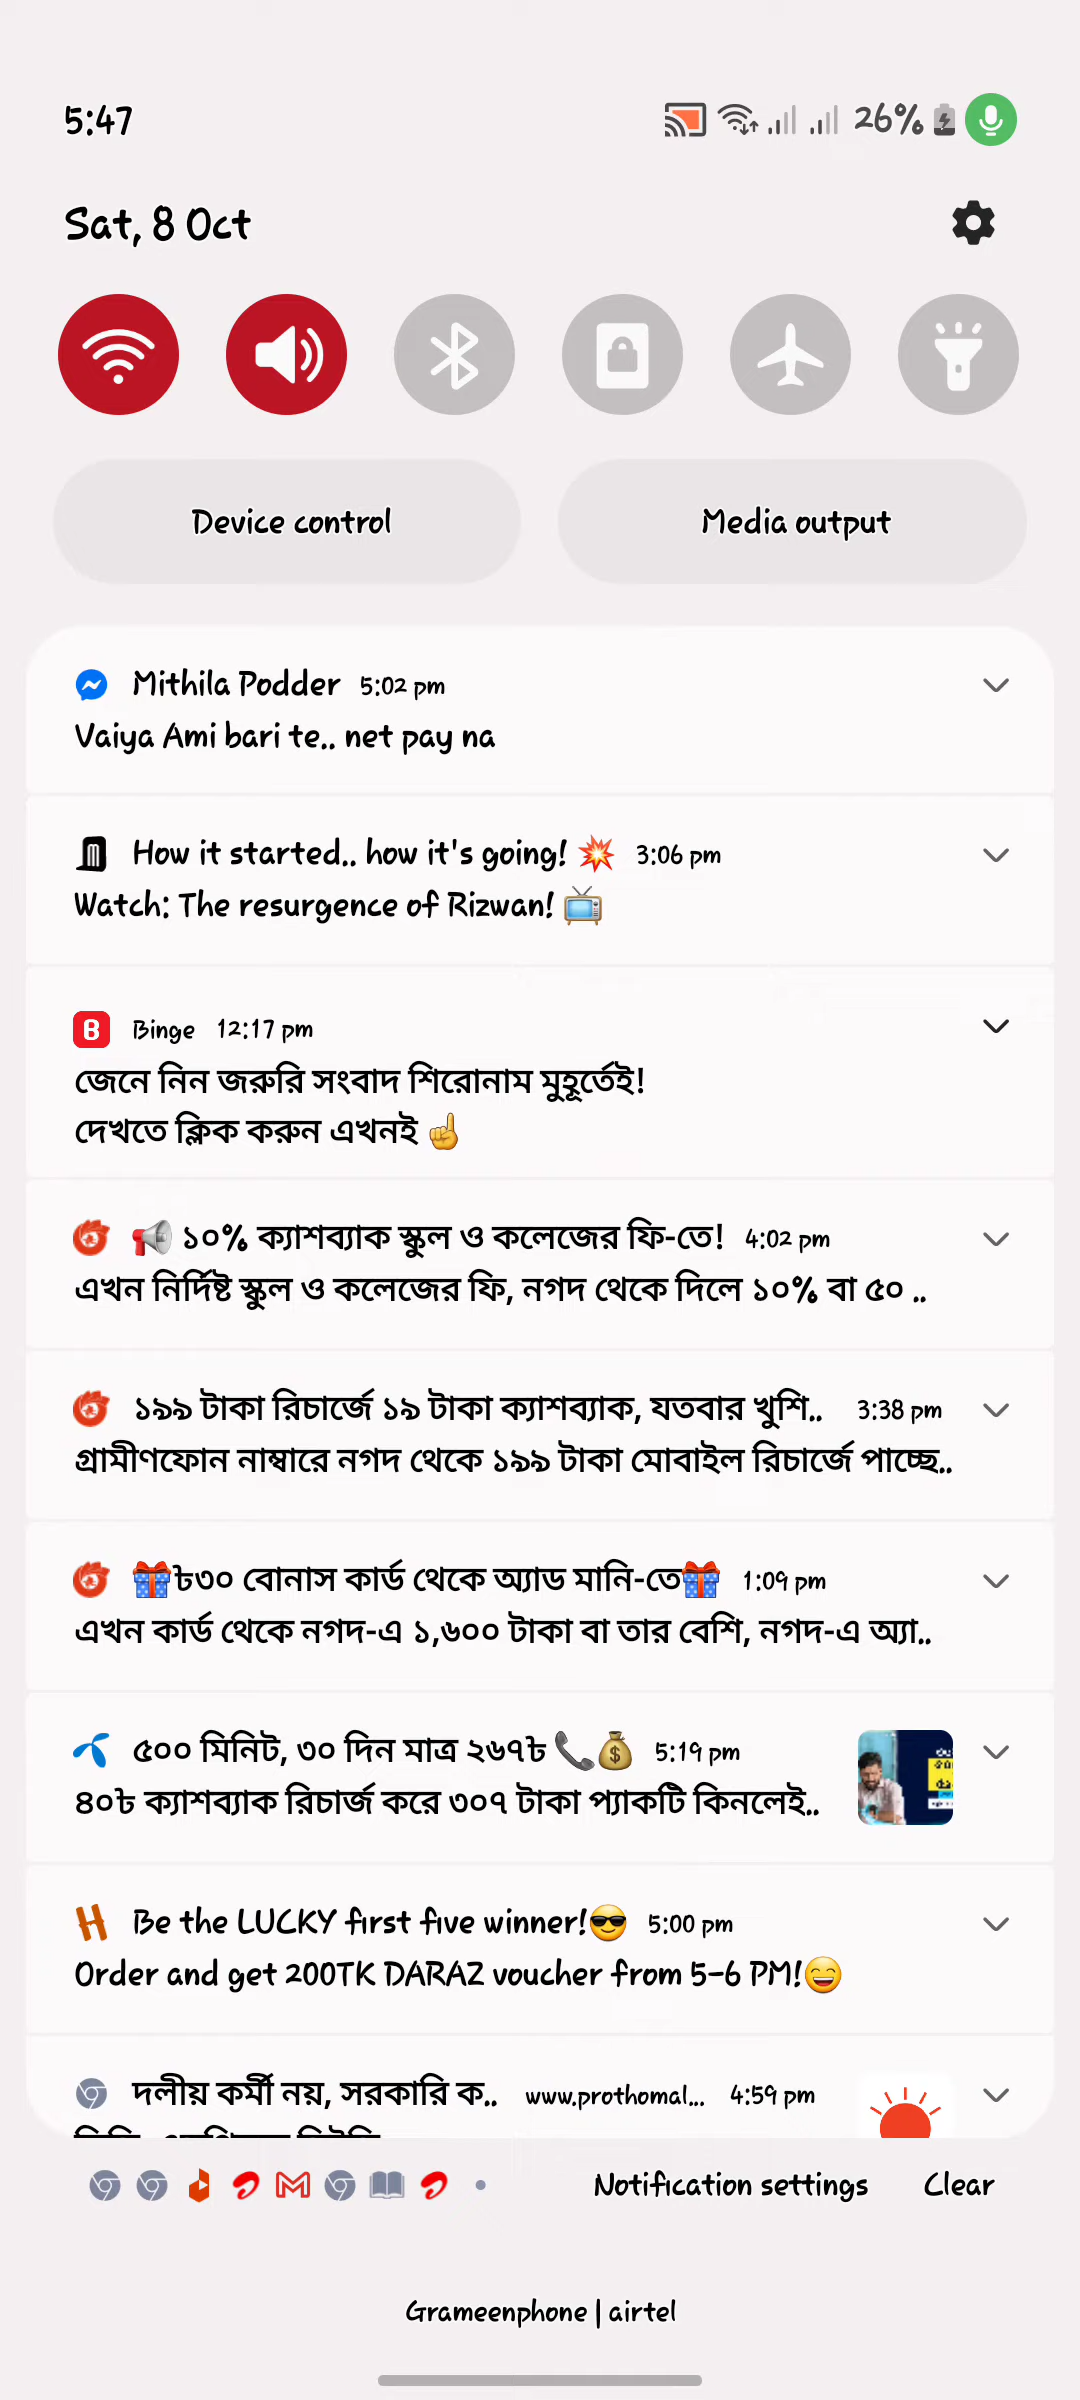 5:47
26%
Sat, 8 Oct
Device control
Media output
Mithila Podder 5:02 pm
Vaiya Ami bari te.. net pay na
How it started.. how it's going! 💥 3:06 pm
Watch: The resurgence of Rizwan! 📺
B Binge 12:17 pm
জেনে নিন জরুরি সংবাদ শিরোনাম মুহূর্তেই!
দেখতে ক্লিক করুন এখনই ☝
📢 ১০% ক্যাশব্যাক স্কুল ও কলেজের ফি-তে! 4:02 pm
এখন নির্দিষ্ট স্কুল ও কলেজের ফি, নগদ থেকে দিলে ১০% বা ৫০ ..
১৯৯ টাকা রিচার্জে ১৯ টাকা ক্যাশব্যাক, যতবার খুশি.. 3:38 pm
গ্রামীণফোন নাম্বারে নগদ থেকে ১৯৯ টাকা মোবাইল রিচার্জে পাচ্ছে..
🎁৳৩০ বোনাস কার্ড থেকে অ্যাড মানি-তে🎁 1:09 pm
এখন কার্ড থেকে নগদ-এ ১,৬০০ টাকা বা তার বেশি, নগদ-এ অ্যা..
৫০০ মিনিট, ৩০ দিন মাত্র ২৬৭৳ 📞💰 5:19 pm
৪০৳ ক্যাশব্যাক রিচার্জ করে ৩০৭ টাকা প্যাকটি কিনলেই..
Be the LUCKY first five winner!😎 5:00 pm
Order and get 200TK DARAZ voucher from 5-6 PM!😄
দলীয় কর্মী নয়, সরকারি ক.. www.prothomal... 4:59 pm
Notification settings Clear
Grameenphone | airtel